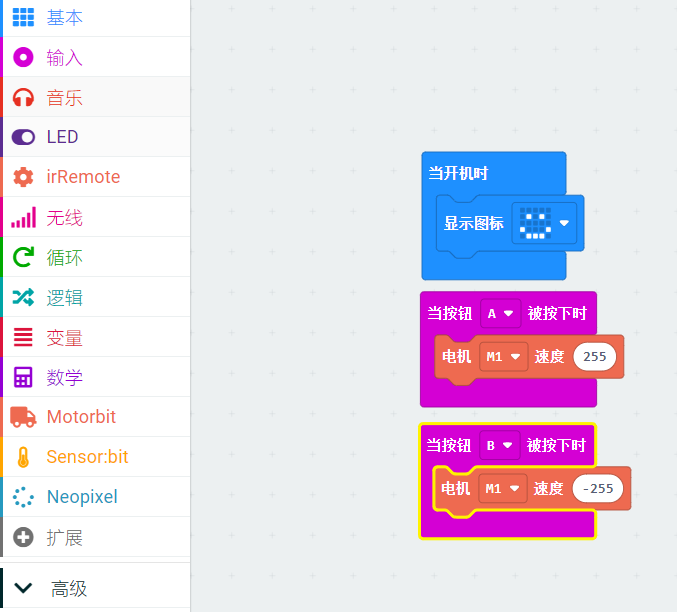 基本
输入
音乐
LED
irRemote
无线
循环
逻辑
变量
数学
Motorbit
Sensor:bit
Neopixel
扩展
高级
当开机时
显示图标
当按钮 A 被按下时
电机 M1 速度 255
当按钮 B 被按下时
电机 M1 速度 -255